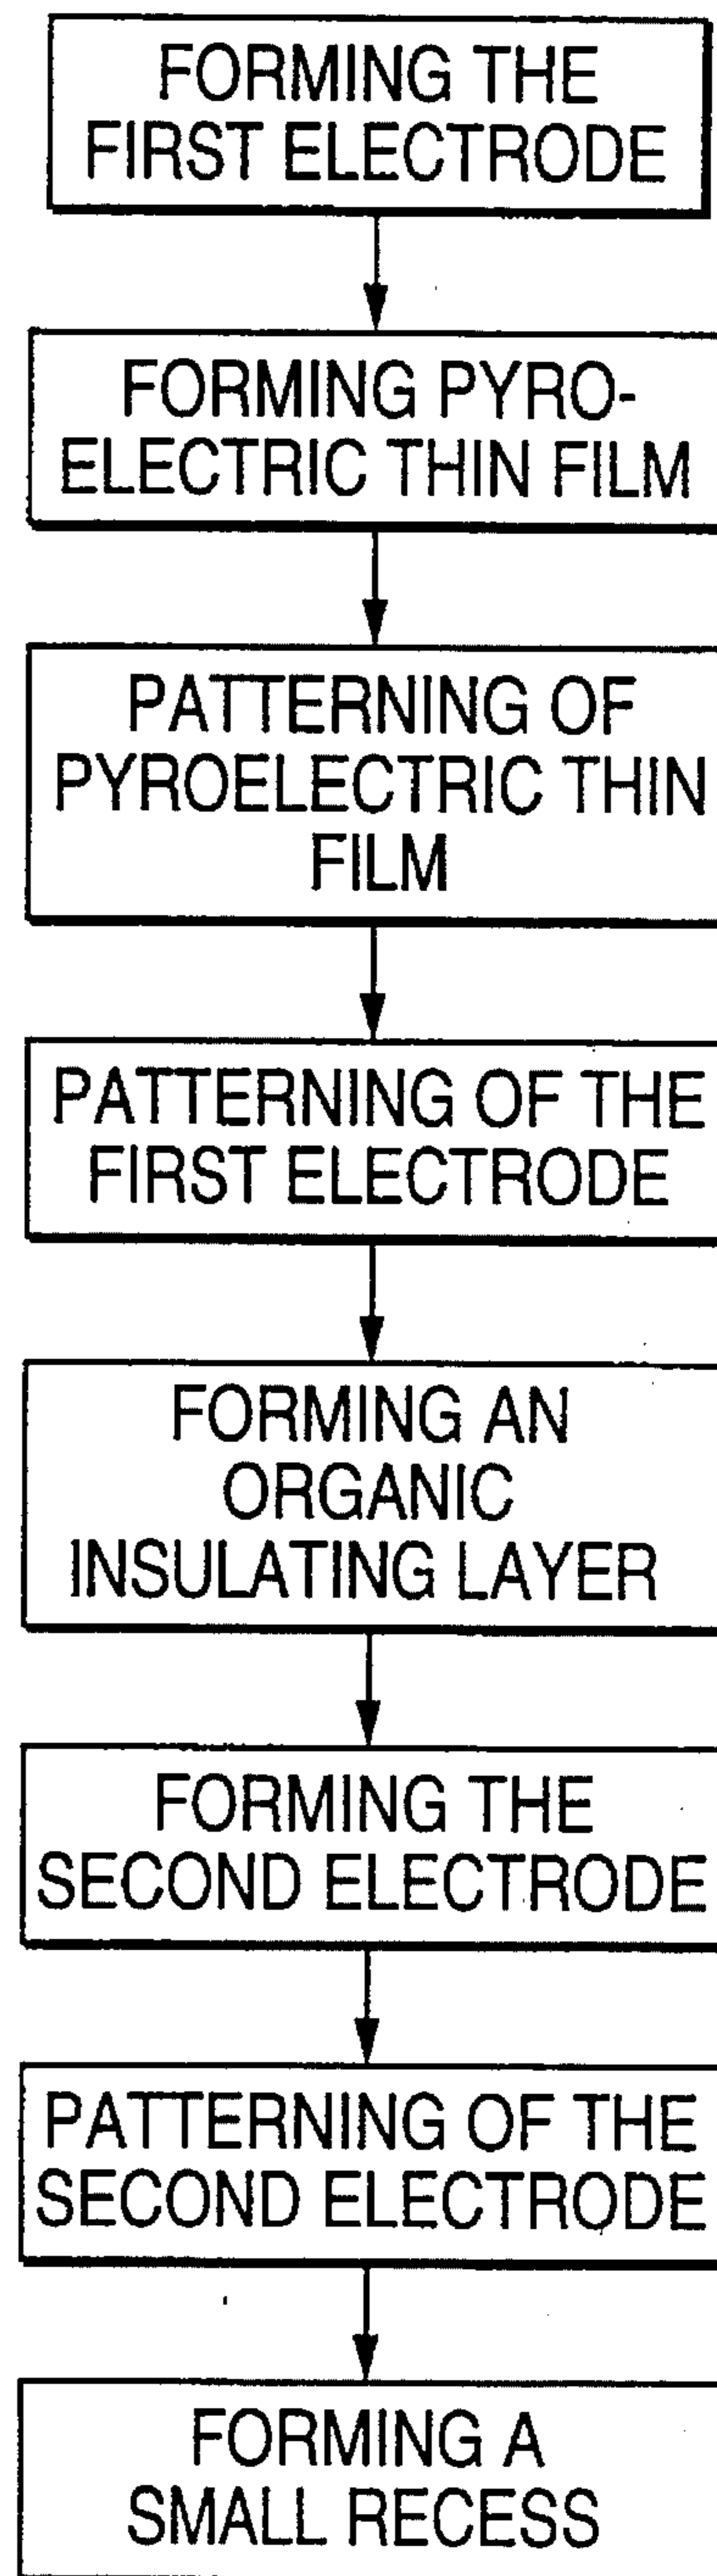 FORMING THE
FIRST ELECTRODE
FORMING PYRO-
ELECTRIC THIN FILM
PATTERNING OF
PYROELECTRIC THIN
FILM
PATTERNING OF THE
FIRST ELECTRODE
FORMING AN
ORGANIC
INSULATING LAYER
FORMING THE
SECOND ELECTRODE
PATTERNING OF THE
SECOND ELECTRODE
FORMING A
SMALL RECESS